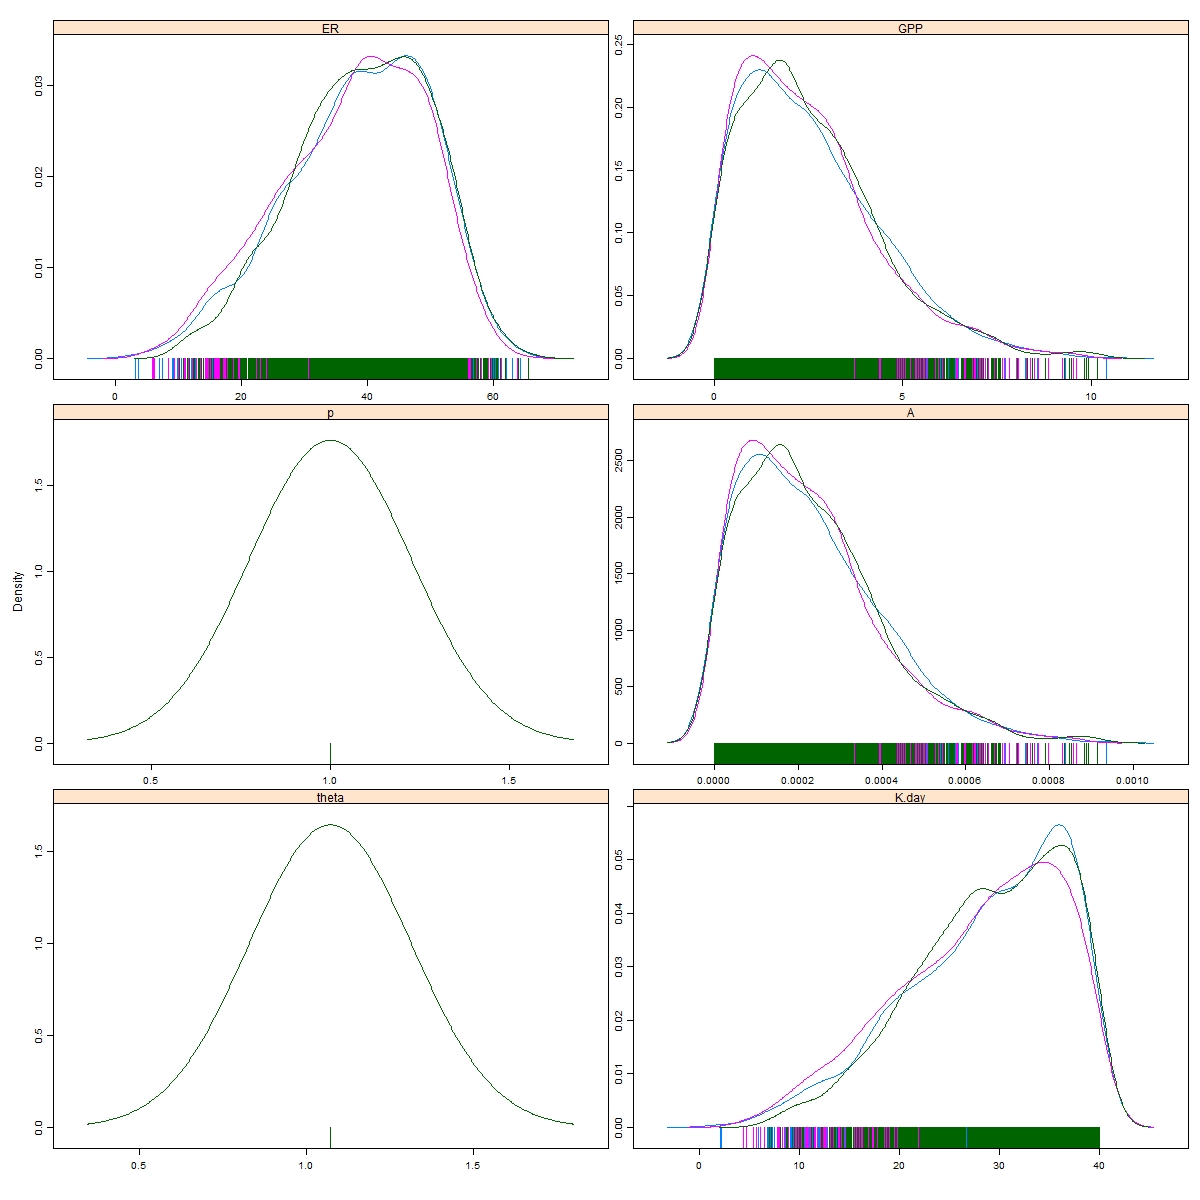 ER
GPP
0.00 0.01 0.02 0.03
0.00 0.05 0.10 0.15 0.20 0.25
0 20 40 60
0 5 10
p
A
Density
0.0 0.5 1.0 1.5
0 500 1000 1500 2000 2500
0.5 1.0 1.5
0.0000 0.0002 0.0004 0.0006 0.0008 0.0010
theta
K.day
0.0 0.5 1.0 1.5
0.00 0.01 0.02 0.03 0.04 0.05
0.5 1.0 1.5
0 10 20 30 40